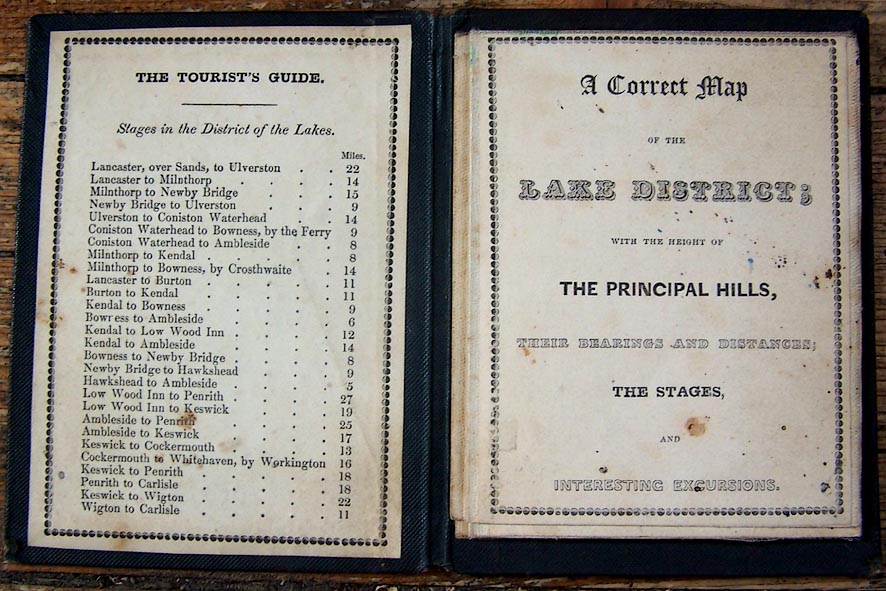 THE TOURIST'S GUIDE.
Stages in the District of the Lakes.
Miles.
Lancaster, over Sands, to Ulverston . . 22
Lancaster to Milnthorp . . . . 14
Milnthorp to Newby Bridge . . . 15
Newby Bridge to Ulverston . . . 9
Ulverston to Coniston Waterhead . . 14
Coniston Waterhead to Bowness, by the Ferry 9
Coniston Waterhead to Ambleside . . 8
Milnthorp to Kendal . . . . 8
Milnthorp to Bowness, by Crosthwaite . 14
Lancaster to Burton . . . . 11
Burton to Kendal . . . . 11
Kendal to Bowness . . . . 9
Bowness to Ambleside . . . . 6
Kendal to Low Wood Inn . . . 12
Kendal to Ambleside . . . . 14
Bowness to Newby Bridge . . . 8
Newby Bridge to Hawkshead . . . 9
Hawkshead to Ambleside . . . 5
Low Wood Inn to Penrith . . . 27
Low Wood Inn to Keswick . . . 19
Ambleside to Penrith . . . . 25
Ambleside to Keswick . . . . 17
Keswick to Cockermouth . . . 13
Cockermouth to Whitehaven, by Workington 16
Keswick to Penrith . . . . 18
Penrith to Carlisle . . . . 18
Keswick to Wigton . . . . 22
Wigton to Carlisle . . . . 11
A Correct Map
OF THE
LAKE DISTRICT;
WITH THE HEIGHT OF
THE PRINCIPAL HILLS,
THEIR BEARINGS AND DISTANCES;
THE STAGES,
AND
INTERESTING EXCURSIONS.